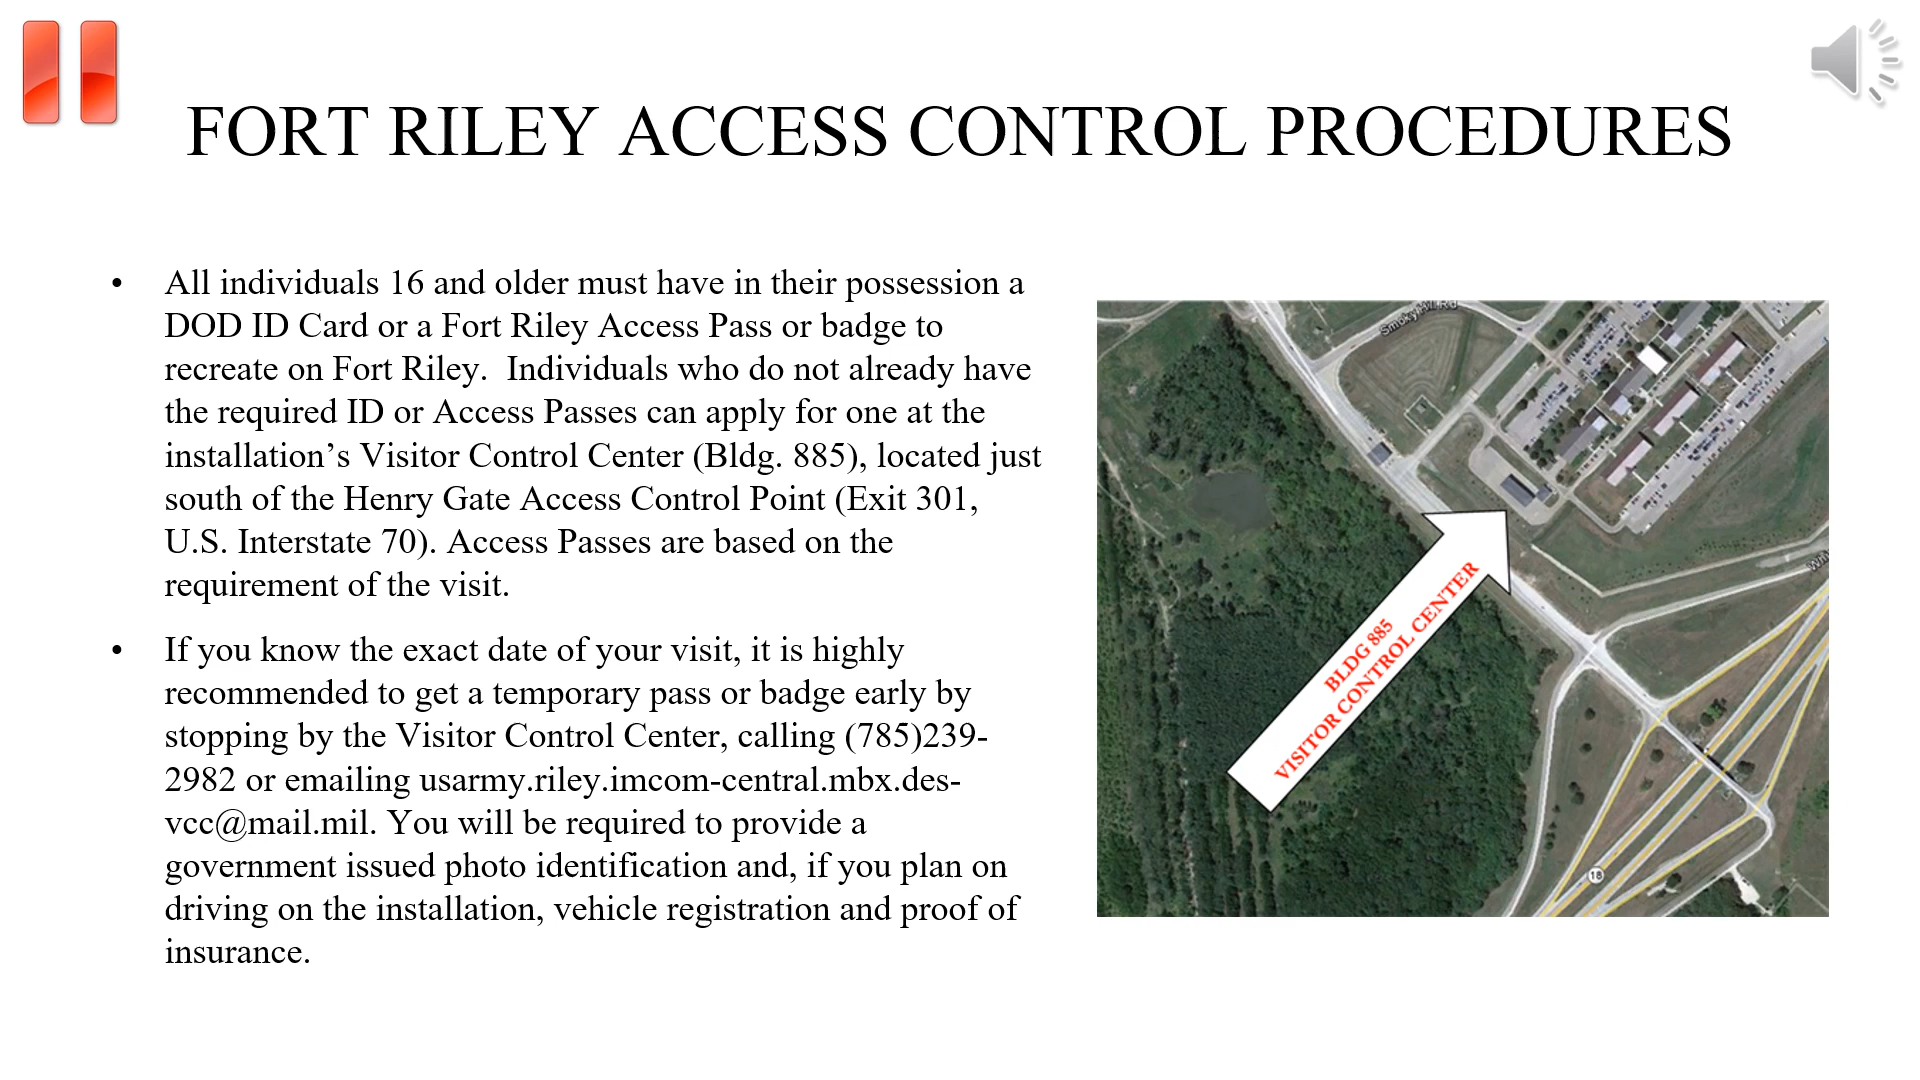 FORT RILEY ACCESS CONTROL PROCEDURES
• All individuals 16 and older must have in their possession a
DOD ID Card or a Fort Riley Access Pass or badge to
recreate on Fort Riley.  Individuals who do not already have
the required ID or Access Passes can apply for one at the
installation’s Visitor Control Center (Bldg. 885), located just
south of the Henry Gate Access Control Point (Exit 301,
U.S. Interstate 70). Access Passes are based on the
requirement of the visit.
• If you know the exact date of your visit, it is highly
recommended to get a temporary pass or badge early by
stopping by the Visitor Control Center, calling (785)239-
2982 or emailing usarmy.riley.imcom-central.mbx.des-
vcc@mail.mil. You will be required to provide a
government issued photo identification and, if you plan on
driving on the installation, vehicle registration and proof of
insurance.
Smoky Hill Rd
BLDG 885
VISITOR CONTROL CENTER
18